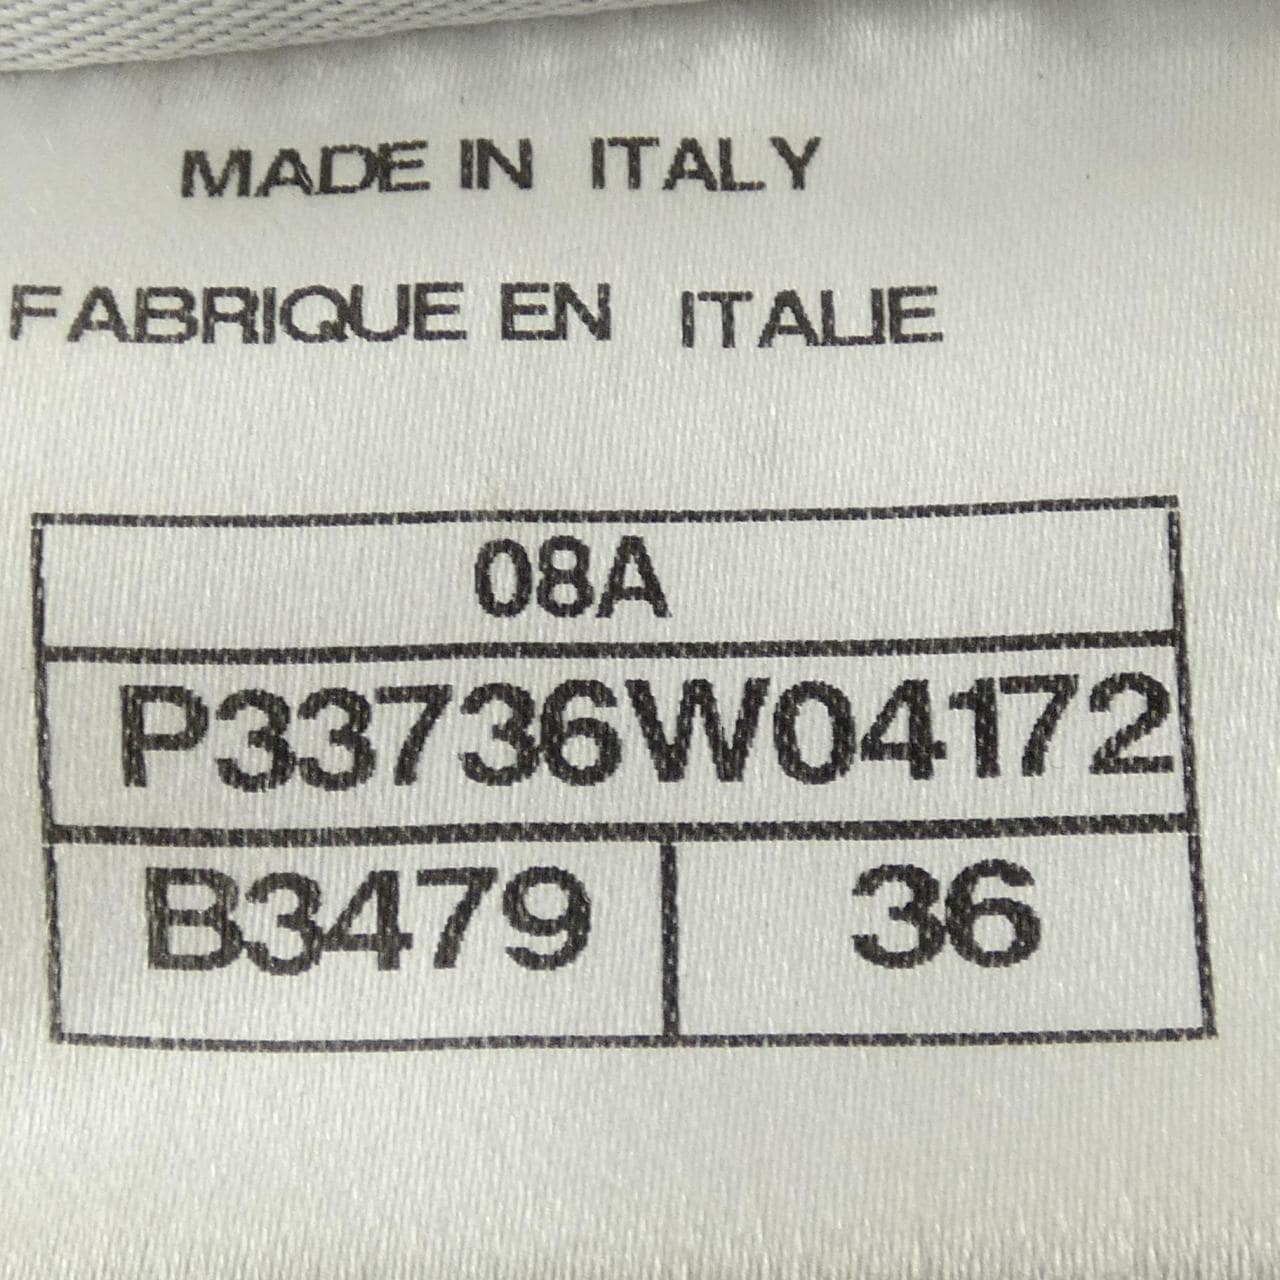 MADE IN ITALY
FABRIQUE EN ITALIE
08A
P33736W04172
B3479 36